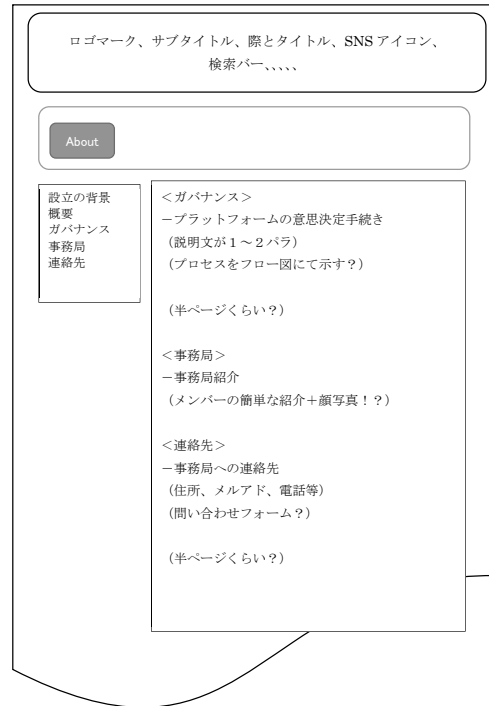 ロゴマーク、サブタイトル、際とタイトル、SNS アイコン、
検索バー、、、、、
About
設立の背景
概要
ガバナンス
事務局
連絡先
＜ガバナンス＞
－プラットフォームの意思決定手続き
（説明文が１～２パラ）
（プロセスをフロー図にて示す？）
（半ページくらい？）
＜事務局＞
－事務局紹介
（メンバーの簡単な紹介＋顔写真！？）
＜連絡先＞
－事務局への連絡先
（住所、メルアド、電話等）
（問い合わせフォーム？）
（半ページくらい？）